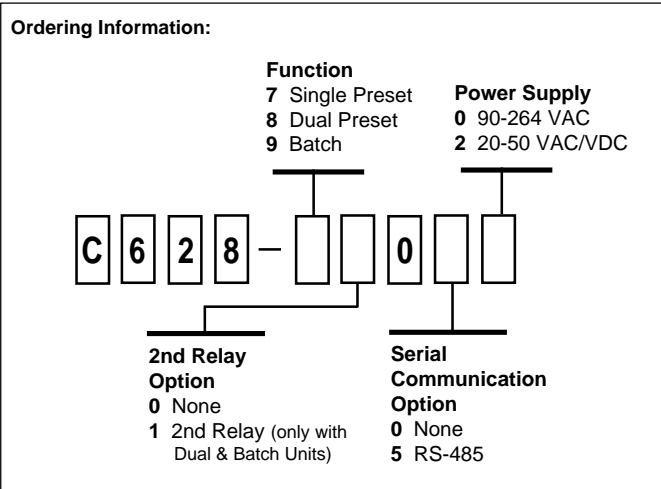 Ordering Information:
Function
7 Single Preset
8 Dual Preset
9 Batch
Power Supply
0 90-264 VAC
2 20-50 VAC/VDC
C 6 2 8 – 0
2nd Relay
Option
0 None
1 2nd Relay (only with
Dual & Batch Units)
Serial
Communication
Option
0 None
5 RS-485